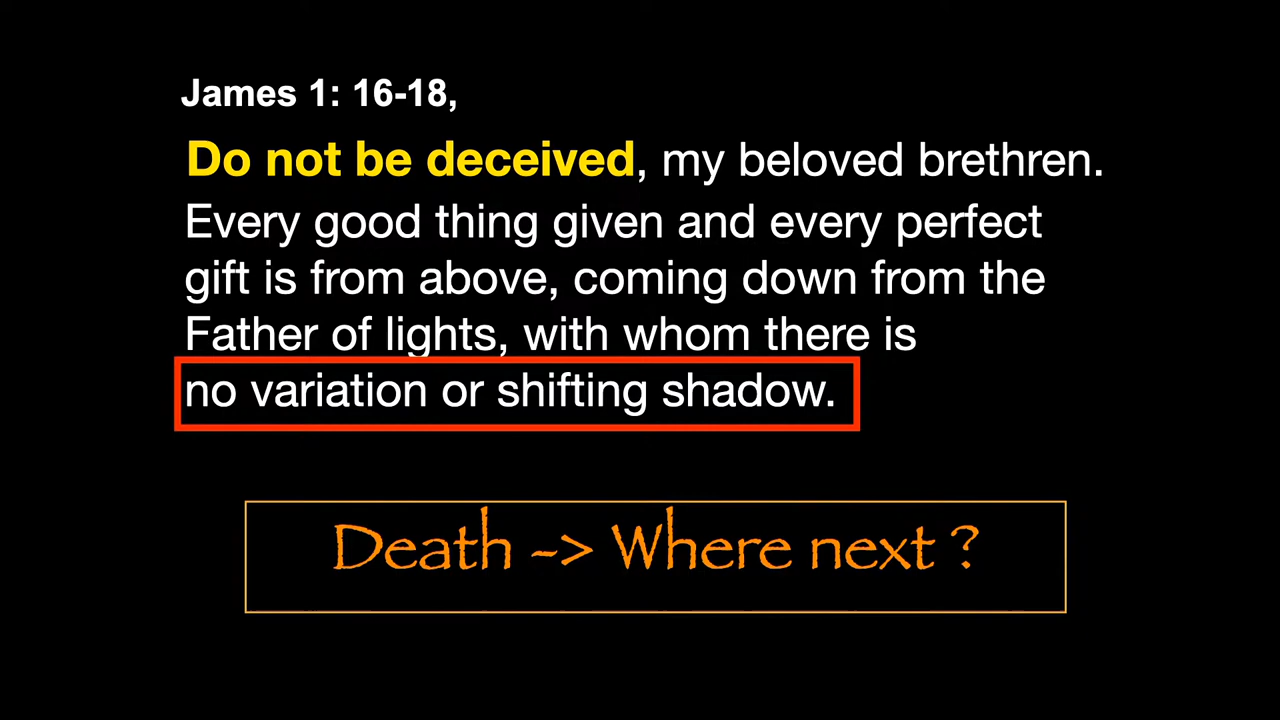 James 1: 16-18,
Do not be deceived, my beloved brethren.
Every good thing given and every perfect
gift is from above, coming down from the
Father of lights, with whom there is
no variation or shifting shadow.
Death -> Where next ?